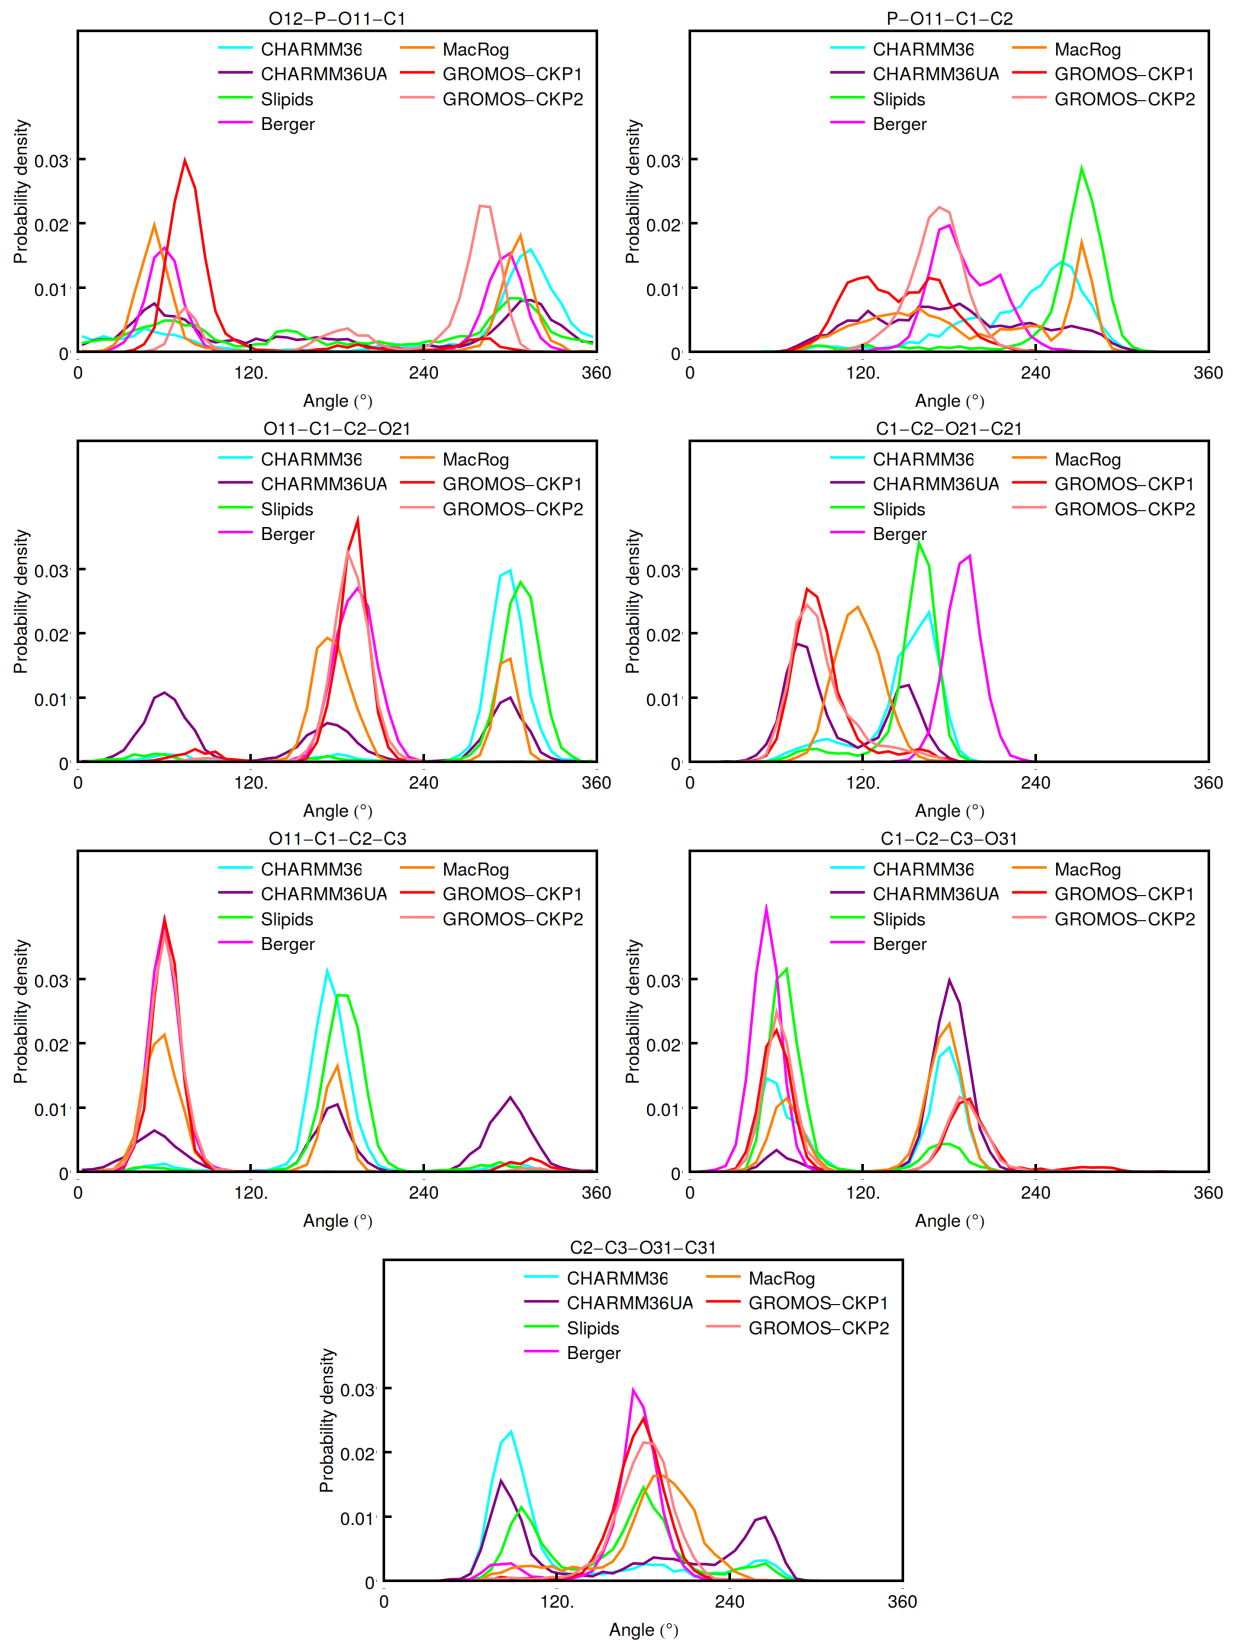 O12−P−O11−C1
CHARMM36
CHARMM36UA
Slipids
Berger
MacRog
GROMOS−CKP1
GROMOS−CKP2
Probability density
0.03
0.02
0.01
0
0
120.
240
360
Angle (°)
P−O11−C1−C2
CHARMM36
CHARMM36UA
Slipids
Berger
MacRog
GROMOS−CKP1
GROMOS−CKP2
Probability density
0.03
0.02
0.01
0
0
120.
240
360
Angle (°)
O11−C1−C2−O21
CHARMM36
CHARMM36UA
Slipids
Berger
MacRog
GROMOS−CKP1
GROMOS−CKP2
Probability density
0.03
0.02
0.01
0
0
120.
240
360
Angle (°)
C1−C2−O21−C21
CHARMM36
CHARMM36UA
Slipids
Berger
MacRog
GROMOS−CKP1
GROMOS−CKP2
Probability density
0.03
0.02
0.01
0
0
120.
240
360
Angle (°)
O11−C1−C2−C3
CHARMM36
CHARMM36UA
Slipids
Berger
MacRog
GROMOS−CKP1
GROMOS−CKP2
Probability density
0.03
0.02
0.01
0
0
120.
240
360
Angle (°)
C1−C2−C3−O31
CHARMM36
CHARMM36UA
Slipids
Berger
MacRog
GROMOS−CKP1
GROMOS−CKP2
Probability density
0.03
0.02
0.01
0
0
120.
240
360
Angle (°)
C2−C3−O31−C31
CHARMM36
CHARMM36UA
Slipids
Berger
MacRog
GROMOS−CKP1
GROMOS−CKP2
Probability density
0.03
0.02
0.01
0
0
120.
240
360
Angle (°)